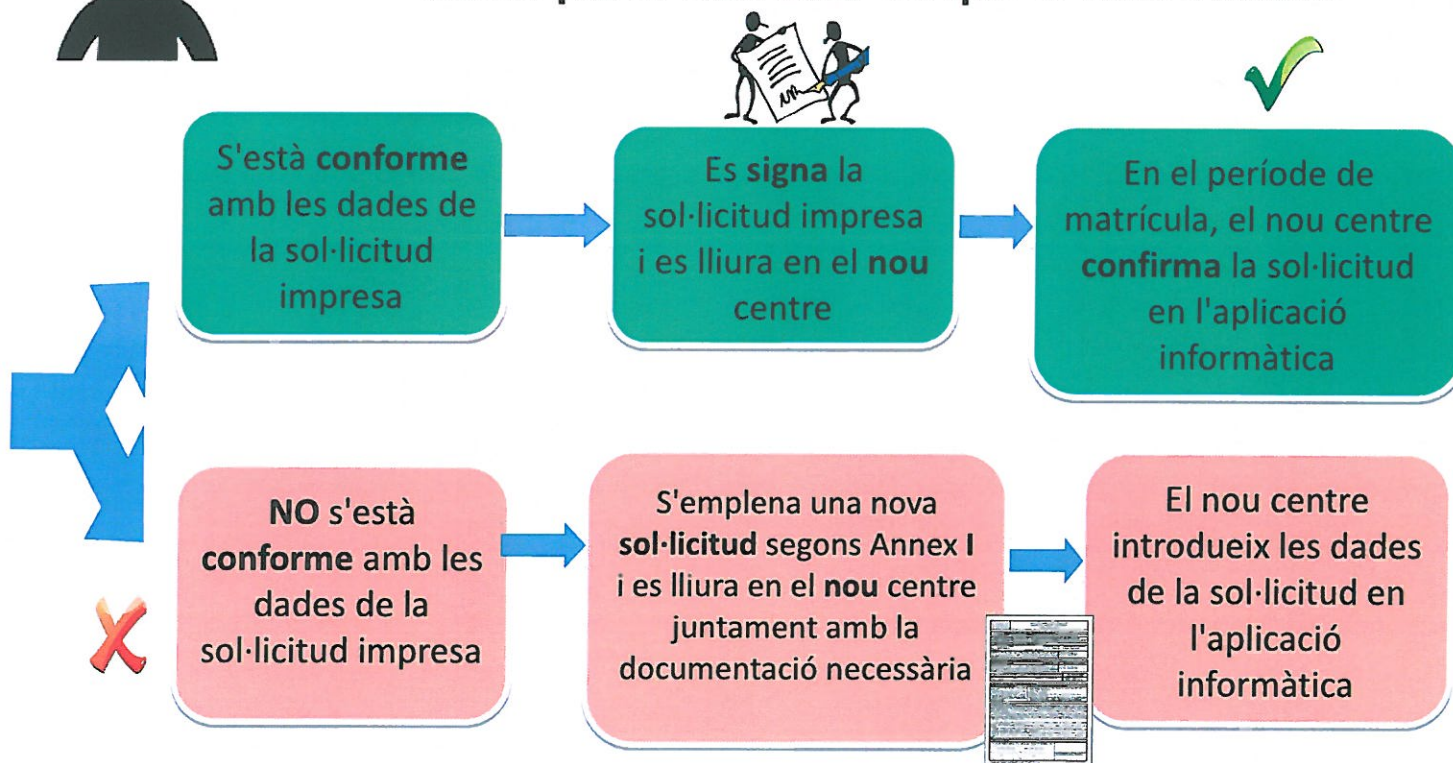 S'està conforme
amb les dades de
la sol·licitud
impresa
Es signa la
sol·licitud impresa
i es lliura en el nou
centre
En el període de
matrícula, el nou centre
confirma la sol·licitud
en l'aplicació
informàtica
NO s'està
conforme amb les
dades de la
sol·licitud impresa
S'emplena una nova
sol·licitud segons Annex I
i es lliura en el nou centre
juntament amb la
documentació necessària
El nou centre
introdueix les dades
de la sol·licitud en
l'aplicació
informàtica